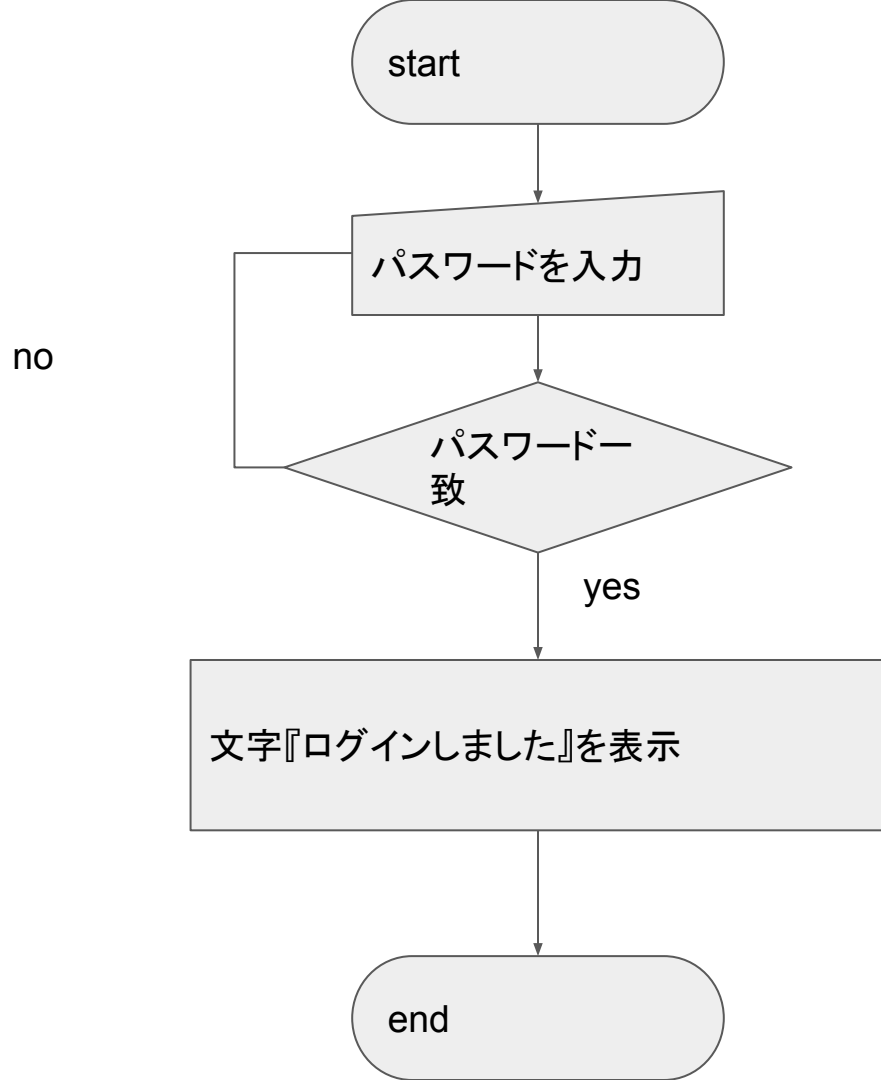 start
パスワードを入力
no
パスワード一
致
yes
文字『ログインしました』を表示
end